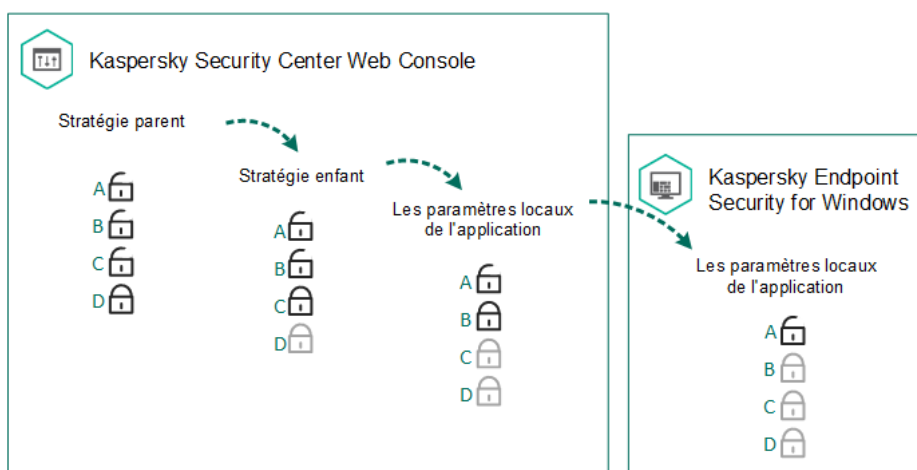 Kaspersky Security Center Web Console
Stratégie parent
A
B
C
D
Stratégie enfant
A
B
C
D
Les paramètres locaux
de l'application
A
B
C
D
Kaspersky Endpoint
Security for Windows
Les paramètres locaux
de l'application
A
B
C
D